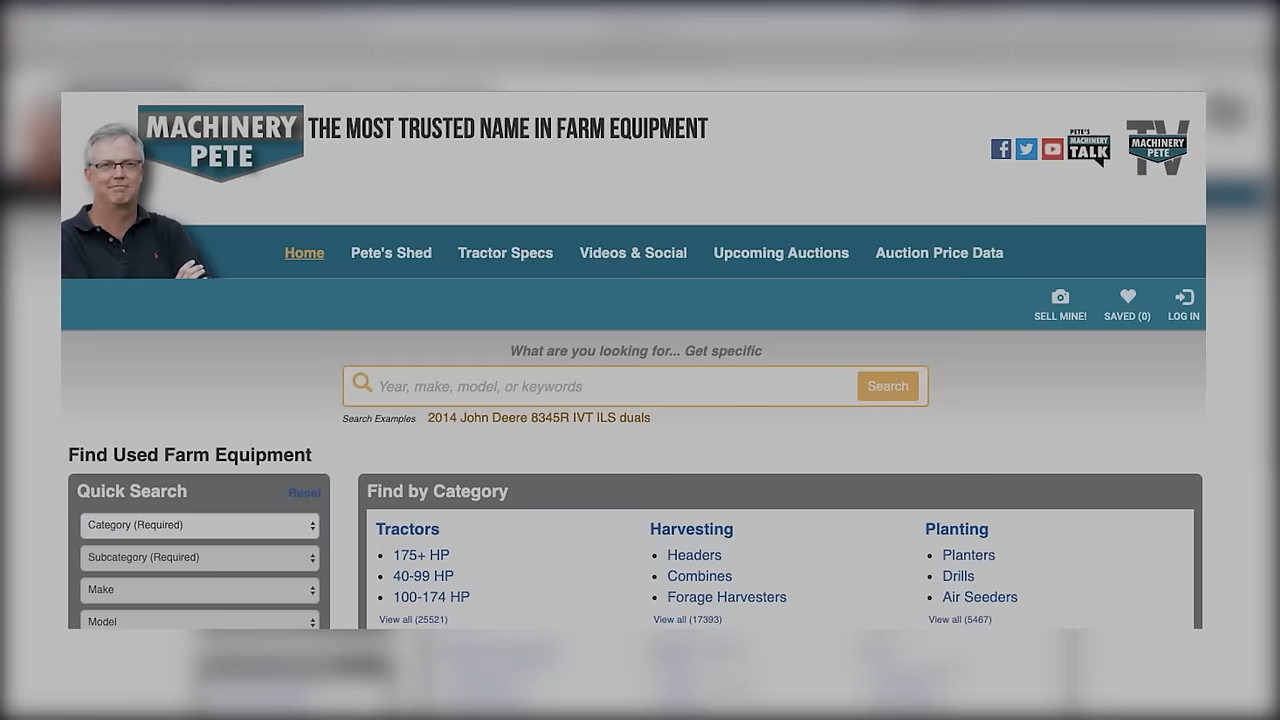 MACHINERY
PETE
THE MOST TRUSTED NAME IN FARM EQUIPMENT
PETE'S
MACHINERY
TALK
TV
MACHINERY
PETE
Home Pete's Shed Tractor Specs Videos & Social Upcoming Auctions Auction Price Data
SELL MINE! SAVED (0) LOG IN
What are you looking for... Get specific
Year, make, model, or keywords Search
Search Examples 2014 John Deere 8345R IVT ILS duals
Find Used Farm Equipment
Quick Search Reset
Category (Required)
Subcategory (Required)
Make
Model
Find by Category
Tractors
175+ HP
40-99 HP
100-174 HP
View all (25521)
Harvesting
Headers
Combines
Forage Harvesters
View all (17393)
Planting
Planters
Drills
Air Seeders
View all (5467)